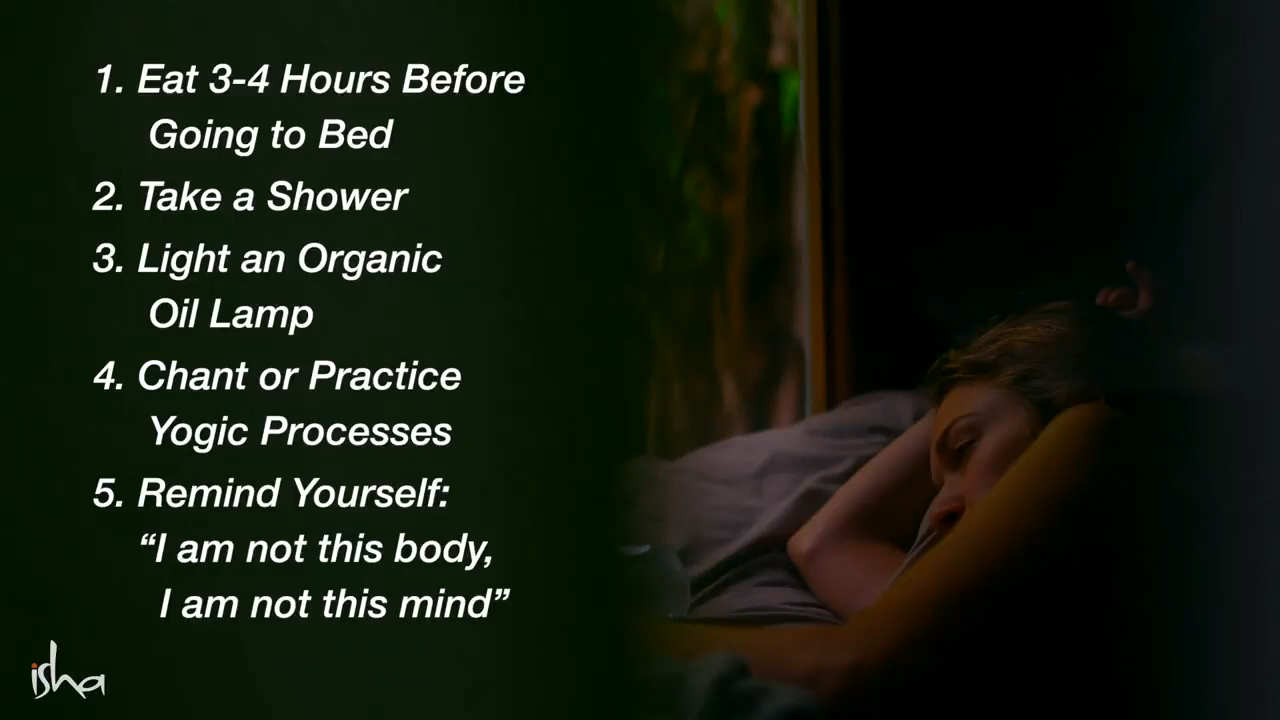 1. Eat 3-4 Hours Before
Going to Bed
2. Take a Shower
3. Light an Organic
Oil Lamp
4. Chant or Practice
Yogic Processes
5. Remind Yourself:
“I am not this body,
I am not this mind”
isha